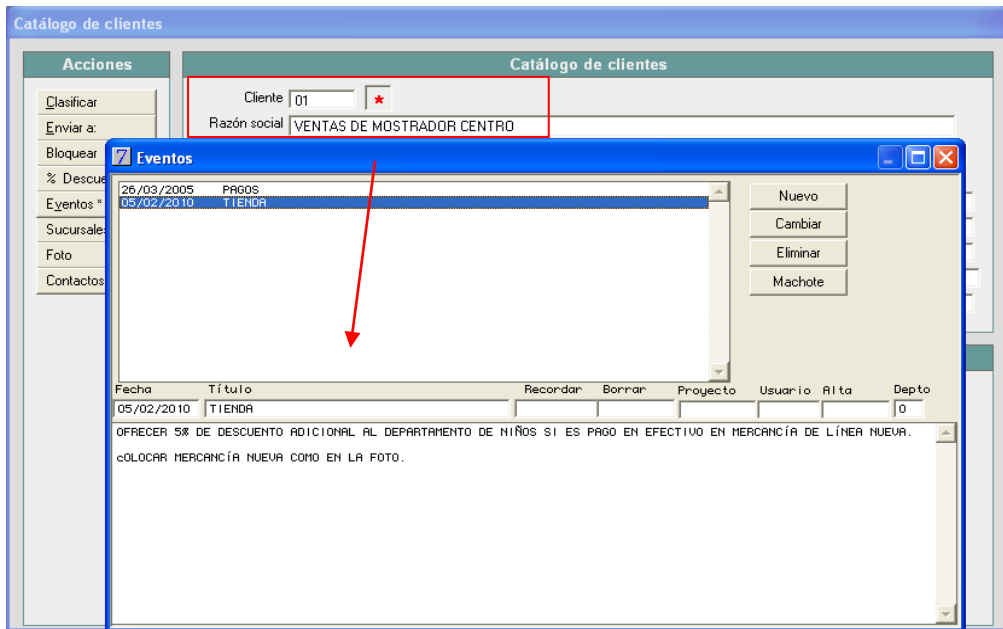 Catálogo de clientes
Acciones
Catálogo de clientes
Clasificar
Enviar a:
Bloquear
% Descue
Eventos *
Sucursale
Foto
Contactos
Cliente 01 *
Razón social VENTAS DE MOSTRADOR CENTRO
7 Eventos
26/03/2005 PAGOS
05/02/2010 TIENDA
Nuevo
Cambiar
Eliminar
Machote
Fecha Título Recordar Borrar Proyecto Usuario Alta Depto
05/02/2010 TIENDA 0
OFRECER 5% DE DESCUENTO ADICIONAL AL DEPARTAMENTO DE NIÑOS SI ES PAGO EN EFECTIVO EN MERCANCíA DE LíNEA NUEVA.
cOLOCAR MERCANCíA NUEVA COMO EN LA FOTO.